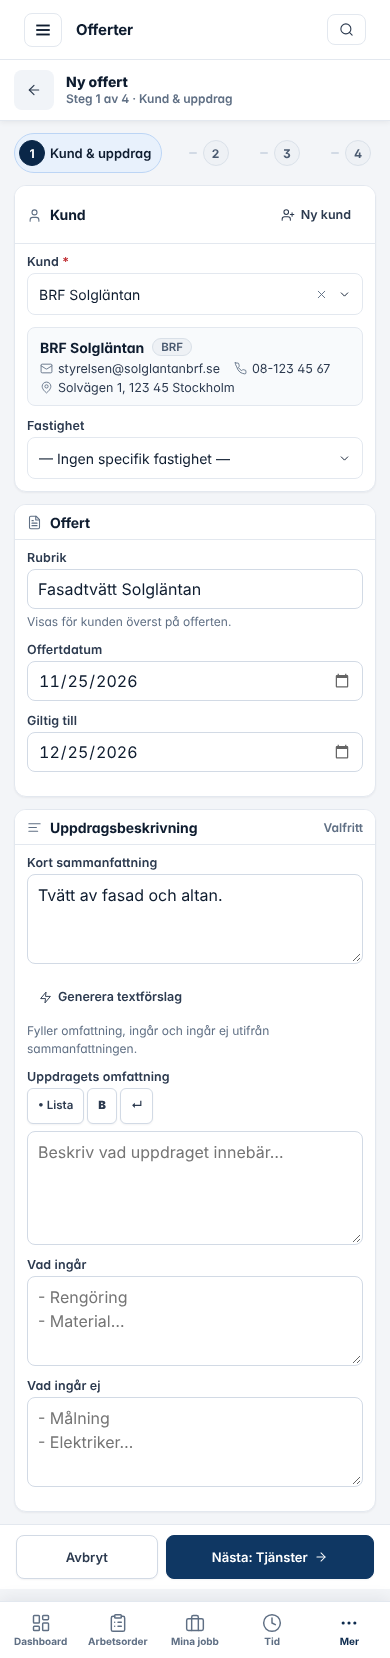 Offerter
Ny offert
Steg 1 av 4 · Kund & uppdrag
1 Kund & uppdrag – 2 – 3 – 4
Kund
Ny kund
Kund *
BRF Solgläntan
BRF Solgläntan BRF
styrelsen@solglantanbrf.se 08-123 45 67
Solvägen 1, 123 45 Stockholm
Fastighet
— Ingen specifik fastighet —
Offert
Rubrik
Fasadtvätt Solgläntan
Visas för kunden överst på offerten.
Offertdatum
11/25/2026
Giltig till
12/25/2026
Uppdragsbeskrivning
Valfritt
Kort sammanfattning
Tvätt av fasad och altan.
Generera textförslag
Fyller omfattning, ingår och ingår ej utifrån
sammanfattningen.
Uppdragets omfattning
• Lista B ↵
Beskriv vad uppdraget innebär...
Vad ingår
- Rengöring
- Material...
Vad ingår ej
- Målning
- Elektriker...
Avbryt
Nästa: Tjänster →
Dashboard Arbetsorder Mina jobb Tid Mer